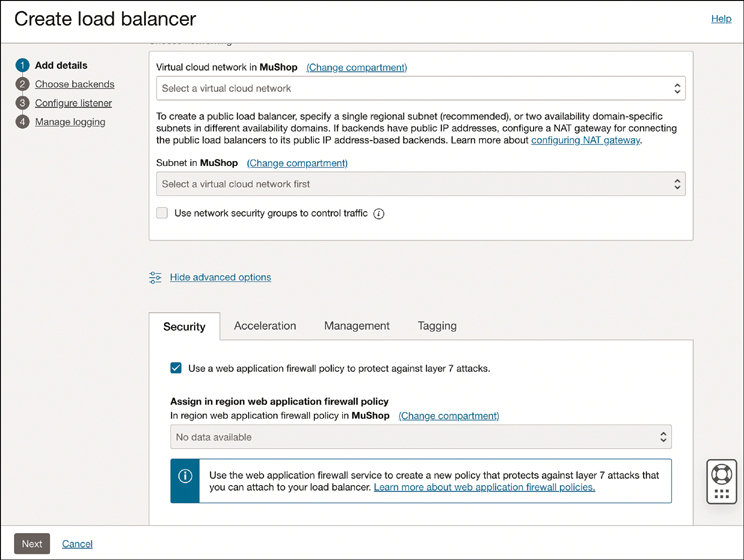 Create load balancer
Help
1 Add details
2 Choose backends
3 Configure listener
4 Manage logging
Virtual cloud network in MuShop (Change compartment)
Select a virtual cloud network
To create a public load balancer, specify a single regional subnet (recommended), or two availability domain-specific
subnets in different availability domains. If backends have public IP addresses, configure a NAT gateway for connecting
the public load balancers to its public IP address-based backends. Learn more about configuring NAT gateway.
Subnet in MuShop (Change compartment)
Select a virtual cloud network first
Use network security groups to control traffic i
Hide advanced options
Security Acceleration Management Tagging
Use a web application firewall policy to protect against layer 7 attacks.
Assign in region web application firewall policy
In region web application firewall policy in MuShop (Change compartment)
No data available
Use the web application firewall service to create a new policy that protects against layer 7 attacks that
you can attach to your load balancer. Learn more about web application firewall policies.
Next Cancel